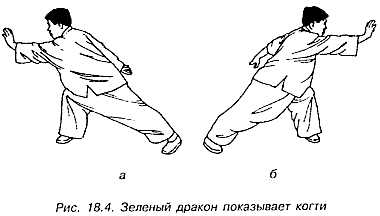 а б
Рис. 18.4. Зеленый дракон показывает когти